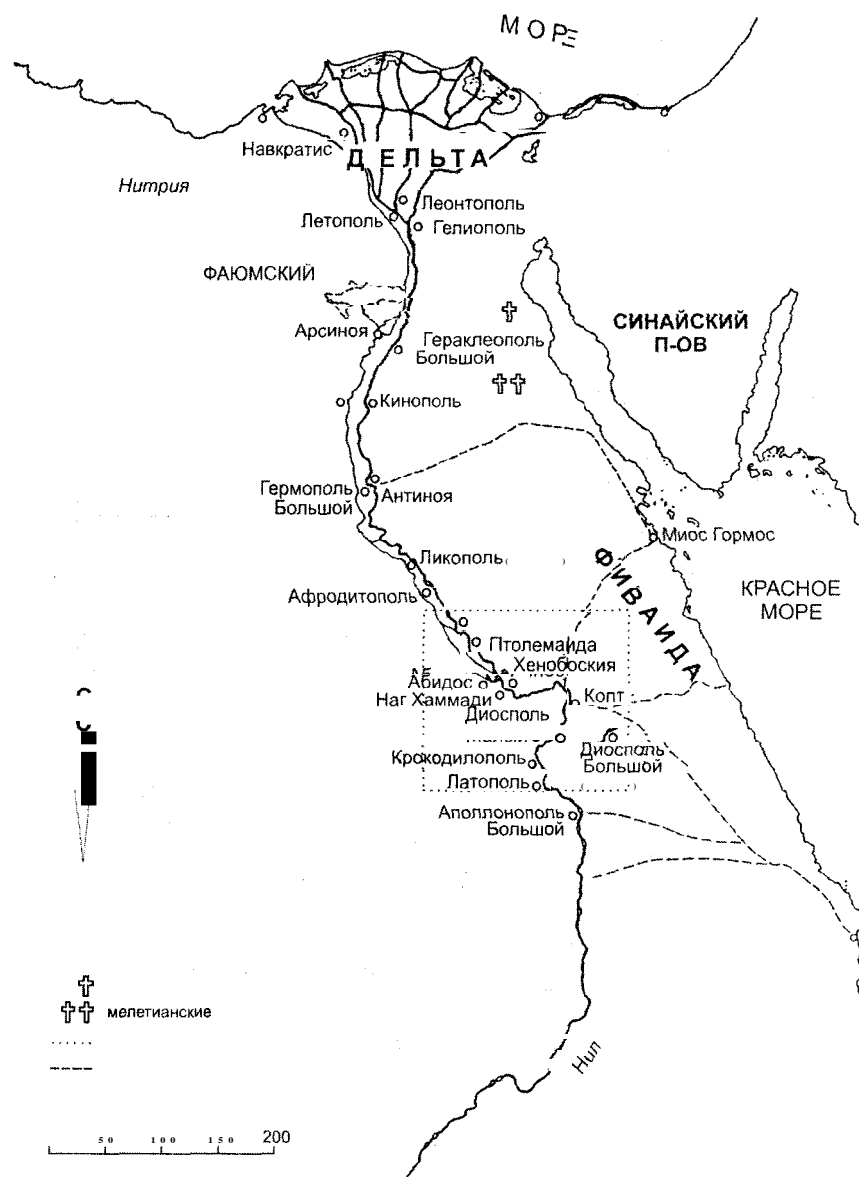 МОРЕ
Навкратис
ДЕЛЬТА
Нитрия
Леонтополь
Летополь
Гелиополь
ФАЮМСКИЙ
СИНАЙСКИЙ
П-ОВ
Арсиноя
Гераклеополь
Большой
Кинополь
Гермополь
Большой
Антиноя
Миос Гормос
Ликополь
ФИВАИДА
КРАСНОЕ
МОРЕ
Афродитополь
Птолемаида
Хенобоския
Абидос
Наг Хаммади
Диосполь
Копт
Крокодилополь
Диосполь
Большой
Латополь
Аполлонополь
Большой
мелетианские
Нил
50 100 150 200